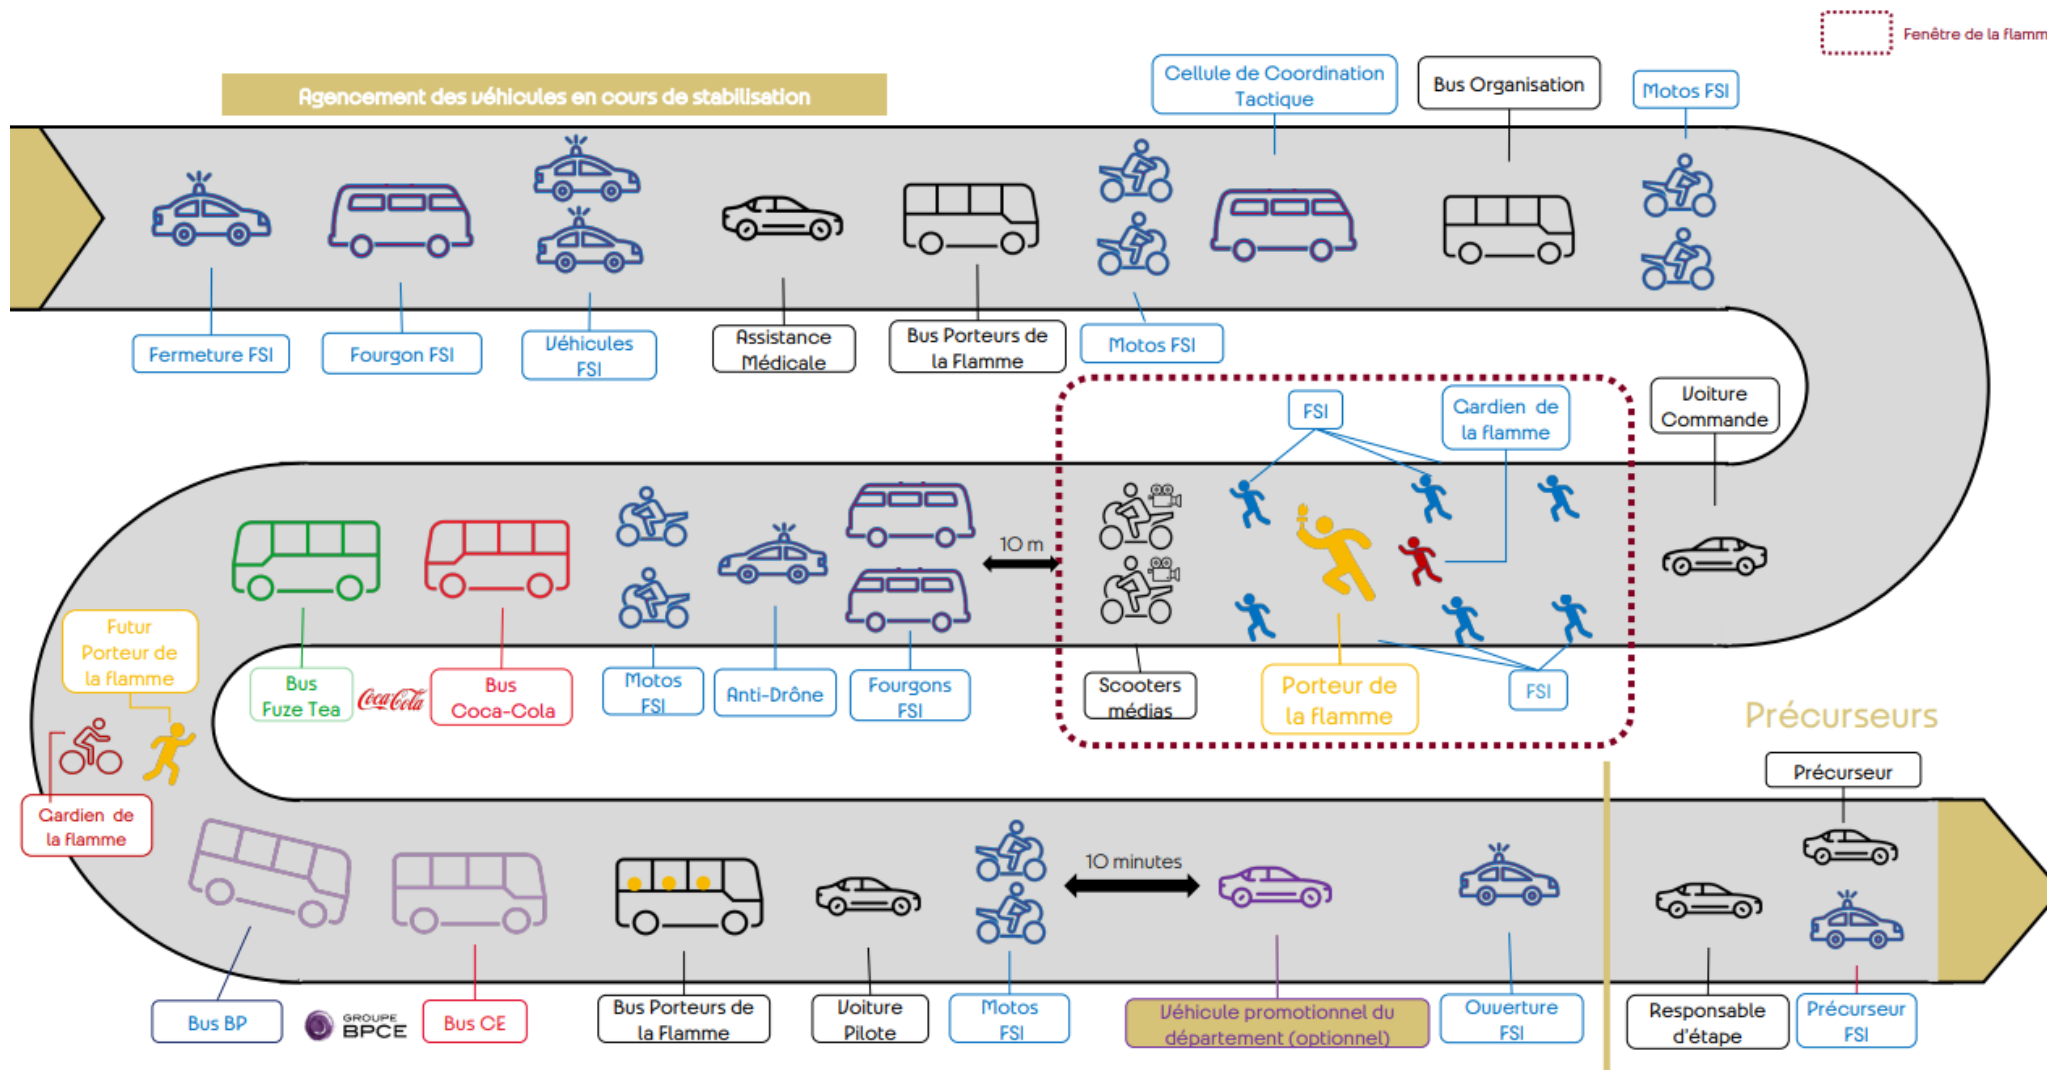 Fenêtre de la flamm
Agencement des véhicules en cours de stabilisation
Cellule de Coordination
Tactique
Bus Organisation
Motos FSI
Fermeture FSI
Fourgon FSI
Véhicules
FSI
Assistance
Médicale
Bus Porteurs de
la Flamme
Motos FSI
FSI
Gardien de
la flamme
Voiture
Commande
10 m
Futur
Porteur de
la flamme
Bus
Fuze Tea
Coca-Cola
Bus
Coca-Cola
Motos
FSI
Anti-Drône
Fourgons
FSI
Scooters
médias
Porteur de
la flamme
FSI
Précurseurs
Précurseur
Gardien de
la flamme
10 minutes
Bus BP
GROUPE
BPCE
Bus CE
Bus Porteurs de
la Flamme
Voiture
Pilote
Motos
FSI
Véhicule promotionnel du
département (optionnel)
Ouverture
FSI
Responsable
d'étape
Précurseur
FSI